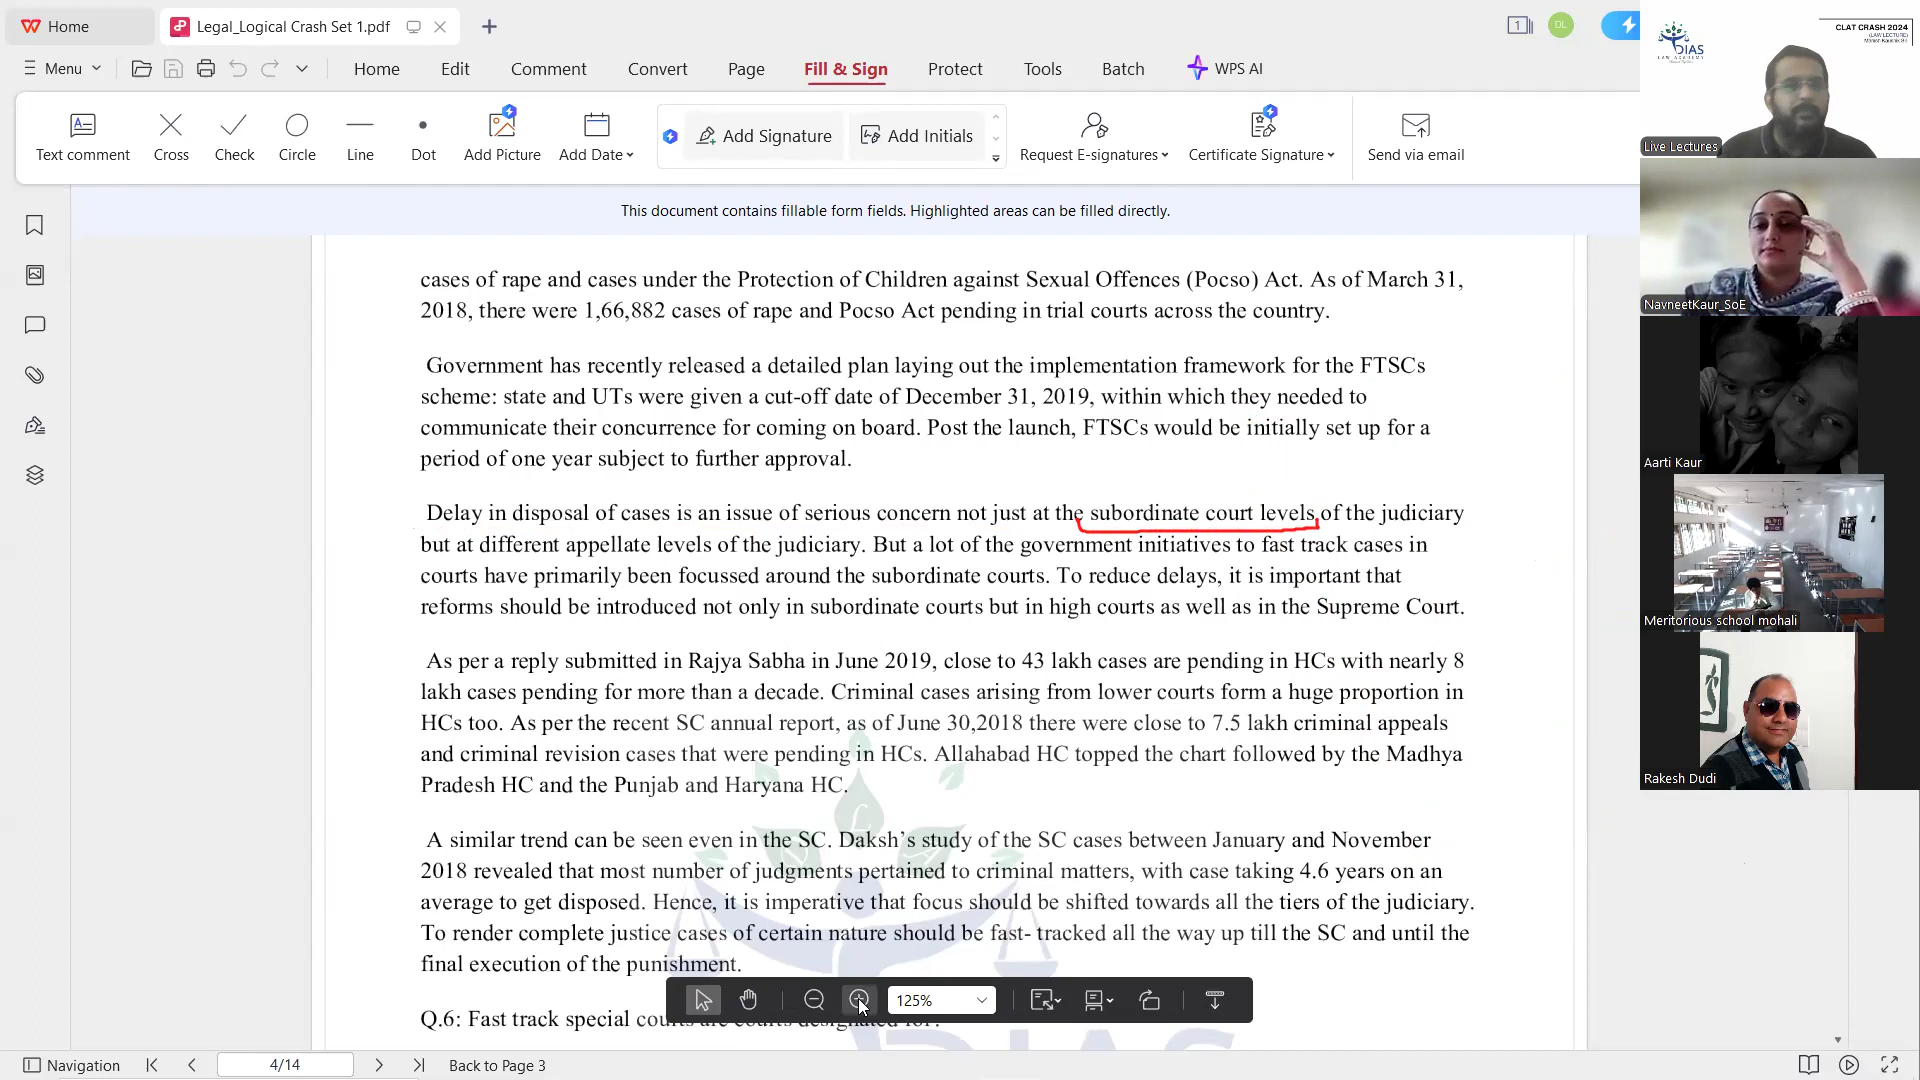 Home
Legal_Logical Crash Set 1.pdf
1
DL
Menu
Home
Edit
Comment
Convert
Page
Fill & Sign
Protect
Tools
Batch
WPS AI
Text comment
Cross
Check
Circle
Line
Dot
Add Picture
Add Date
Add Signature
Add Initials
Request E-signatures
Certificate Signature
Send via email
This document contains fillable form fields. Highlighted areas can be filled directly.
cases of rape and cases under the Protection of Children against Sexual Offences (Pocso) Act. As of March 31,
2018, there were 1,66,882 cases of rape and Pocso Act pending in trial courts across the country.
Government has recently released a detailed plan laying out the implementation framework for the FTSCs
scheme: state and UTs were given a cut-off date of December 31, 2019, within which they needed to
communicate their concurrence for coming on board. Post the launch, FTSCs would be initially set up for a
period of one year subject to further approval.
Delay in disposal of cases is an issue of serious concern not just at the subordinate court levels of the judiciary
but at different appellate levels of the judiciary. But a lot of the government initiatives to fast track cases in
courts have primarily been focussed around the subordinate courts. To reduce delays, it is important that
reforms should be introduced not only in subordinate courts but in high courts as well as in the Supreme Court.
As per a reply submitted in Rajya Sabha in June 2019, close to 43 lakh cases are pending in HCs with nearly 8
lakh cases pending for more than a decade. Criminal cases arising from lower courts form a huge proportion in
HCs too. As per the recent SC annual report, as of June 30,2018 there were close to 7.5 lakh criminal appeals
and criminal revision cases that were pending in HCs. Allahabad HC topped the chart followed by the Madhya
Pradesh HC and the Punjab and Haryana HC.
A similar trend can be seen even in the SC. Daksh’s study of the SC cases between January and November
2018 revealed that most number of judgments pertained to criminal matters, with case taking 4.6 years on an
average to get disposed. Hence, it is imperative that focus should be shifted towards all the tiers of the judiciary.
To render complete justice cases of certain nature should be fast- tracked all the way up till the SC and until the
final execution of the punishment.
Q.6: Fast track special courts are courts designated for:
125%
Navigation
4/14
Back to Page 3
DIAS
LAW ACADEMY
CLAT CRASH 2024
(LAW LECTURE)
Live Lectures
NavneetKaur_SoE
Aarti Kaur
Meritorious school mohali
Rakesh Dudi
DIAS